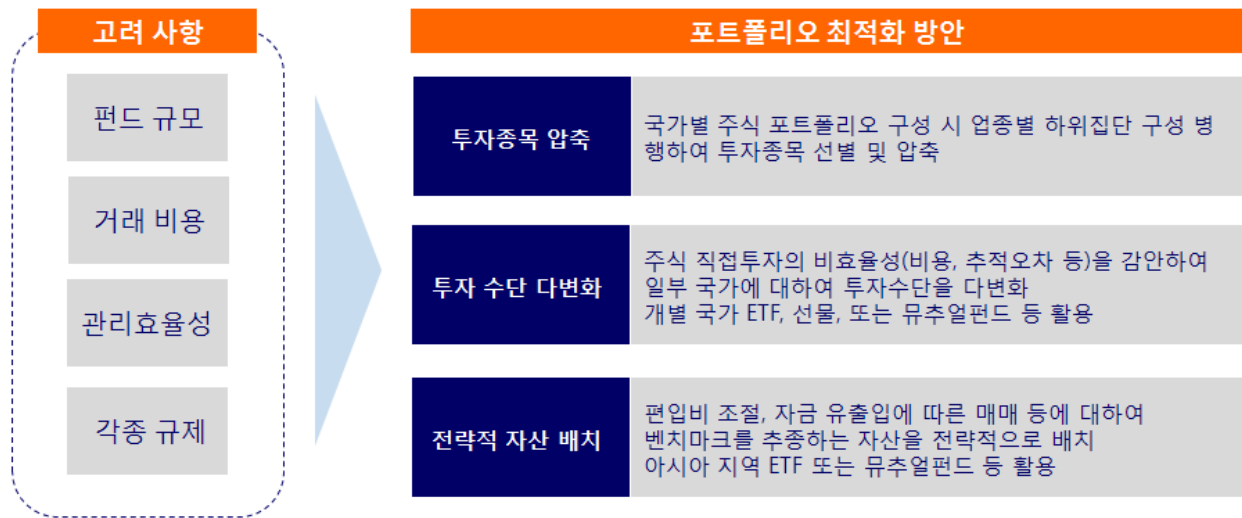 고려 사항
펀드 규모
거래 비용
관리효율성
각종 규제
포트폴리오 최적화 방안
투자종목 압축
국가별 주식 포트폴리오 구성 시 업종별 하위집단 구성 병
행하여 투자종목 선별 및 압축
투자 수단 다변화
주식 직접투자의 비효율성(비용, 추적오차 등)을 감안하여
일부 국가에 대하여 투자수단을 다변화
개별 국가 ETF, 선물, 또는 뮤추얼펀드 등 활용
전략적 자산 배치
편입비 조절, 자금 유출입에 따른 매매 등에 대하여
벤치마크를 추종하는 자산을 전략적으로 배치
아시아 지역 ETF 또는 뮤추얼펀드 등 활용